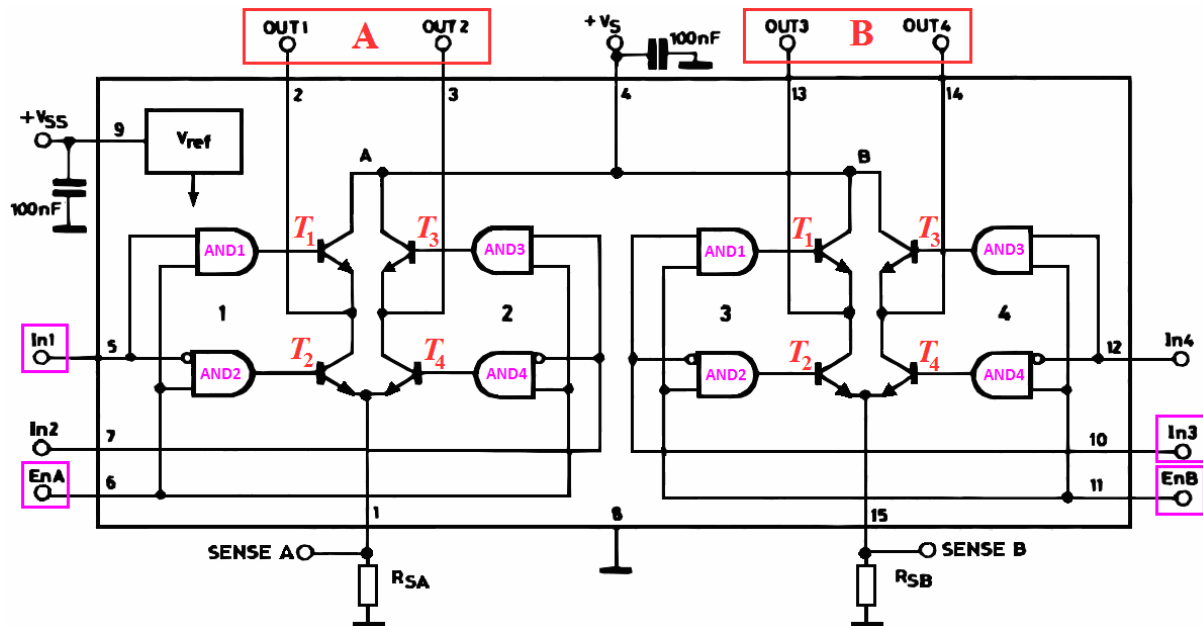 OUT1 A OUT2
+VS
100nF
OUT3 B OUT4
2 3 4 13 14
+VSS 9 Vref
100nF
A B
AND1 T1 T3 AND3
AND1 T1 T3 AND3
1 2 3 4
In1 5
AND2 T2 T4 AND4
AND2 T2 T4 AND4
12 In4
In2 7
10 In3
EnA 6
11 EnB
1 8 15
SENSE A
SENSE B
RSA
RSB